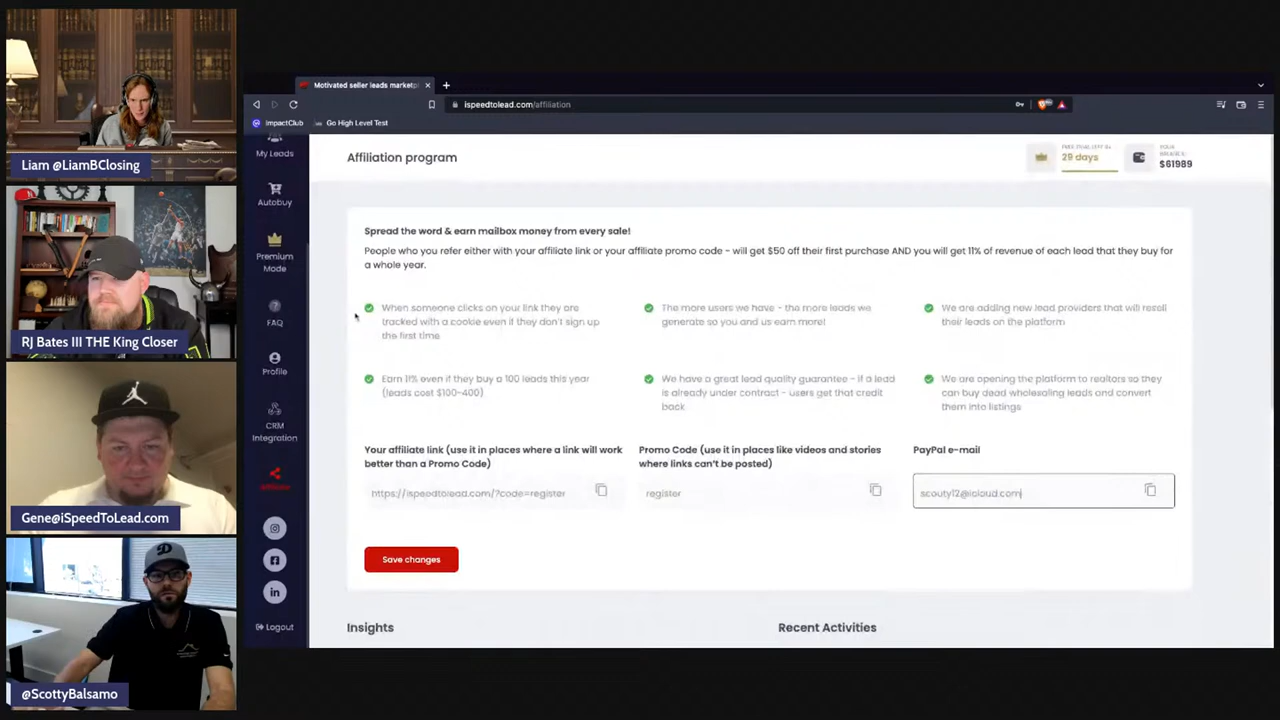 Liam @LiamBClosing
RJ Bates III THE King Closer
Gene@iSpeedToLead.com
@ScottyBalsamo
Motivated seller leads marketpl
ispeedtolead.com/affiliation
ImpactClub
Go High Level Test
My Leads
Autobuy
Premium
Mode
FAQ
Profile
CRM
Integration
Logout
Affiliation program
29 days
YOUR
BALANCE:
$61989
Spread the word & earn mailbox money from every sale!
People who you refer either with your affiliate link or your affiliate promo code - will get $50 off their first purchase AND you will get 11% of revenue of each lead that they buy for
a whole year.
When someone clicks on your link they are
tracked with a cookie even if they don't sign up
the first time
The more users we have - the more leads we
generate so you and us earn more!
We are adding new lead providers that will resell
their leads on the platform
Earn 11% even if they buy a 100 leads this year
(leads cost $100-400)
We have a great lead quality guarantee - if a lead
is already under contract - users get that credit
back
We are opening the platform to realtors so they
can buy dead wholesaling leads and convert
them into listings
Your affiliate link (use it in places where a link will work
better than a Promo Code)
https://ispeedtolead.com/?code=register
Promo Code (use it in places like videos and stories
where links can't be posted)
register
PayPal e-mail
scouty12@icloud.com
Save changes
Insights
Recent Activities